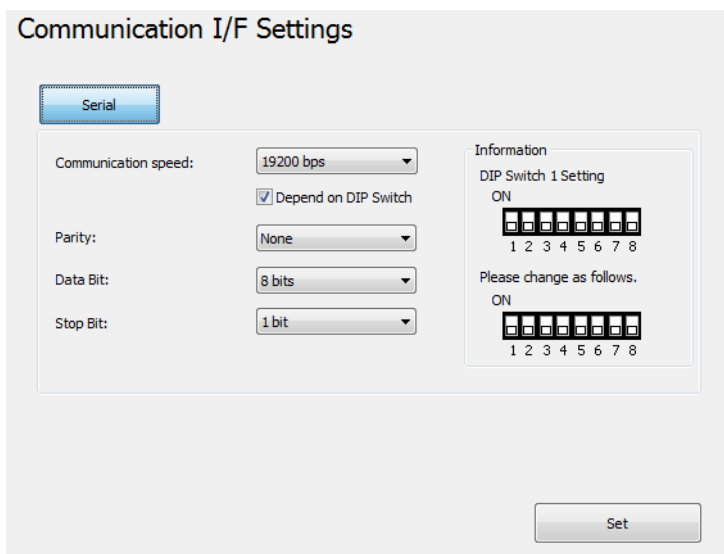 Communication I/F Settings
Serial
Communication speed:
19200 bps
Depend on DIP Switch
Parity:
None
Data Bit:
8 bits
Stop Bit:
1 bit
Information
DIP Switch 1 Setting
ON
1 2 3 4 5 6 7 8
Please change as follows.
ON
1 2 3 4 5 6 7 8
Set